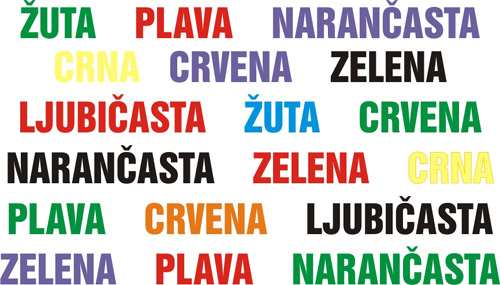 ŽUTA PLAVA NARANČASTA
CRNA CRVENA ZELENA
LJUBIČASTA ŽUTA CRVENA
NARANČASTA ZELENA CRNA
PLAVA CRVENA LJUBIČASTA
ZELENA PLAVA NARANČASTA